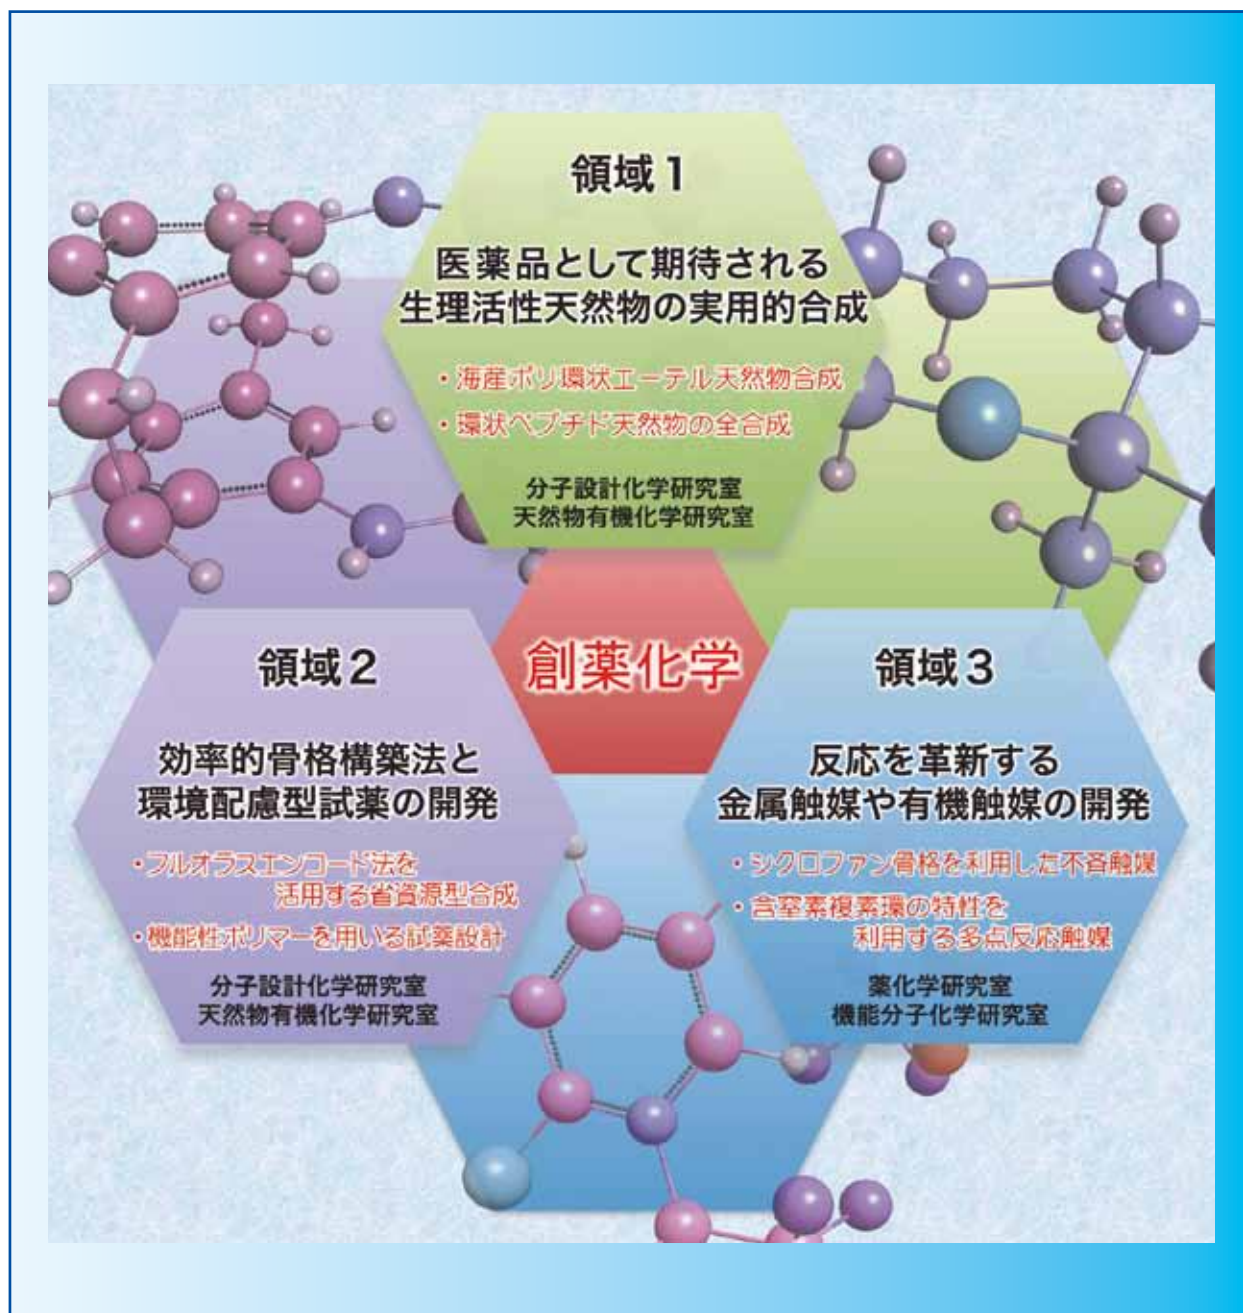 領域1
医薬品として期待される
生理活性天然物の実用的合成
・海産ポリ環状エーテル天然物合成
・環状ペプチド天然物の全合成
分子設計化学研究室
天然物有機化学研究室
創薬化学
領域2
効率的骨格構築法と
環境配慮型試薬の開発
・フルオラスエンコード法を
活用する省資源型合成
・機能性ポリマーを用いる試薬設計
分子設計化学研究室
天然物有機化学研究室
領域3
反応を革新する
金属触媒や有機触媒の開発
・シクロファン骨格を利用した不斉触媒
・含窒素複素環の特性を
利用する多点反応触媒
薬化学研究室
機能分子化学研究室